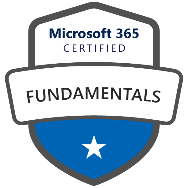 Microsoft 365
CERTIFIED
FUNDAMENTALS